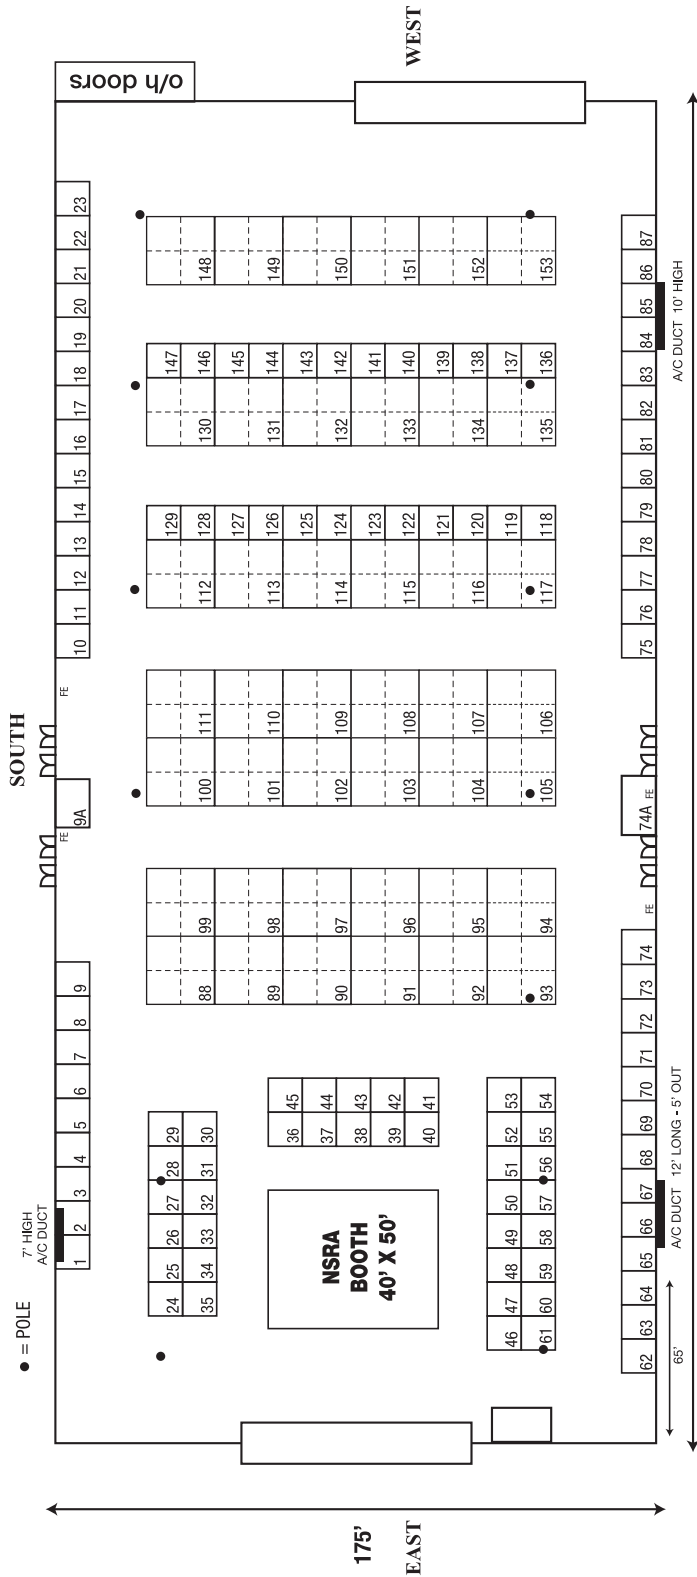 ● = POLE
7' HIGH
A/C DUCT
SOUTH
o/h doors
1 2 3 4 5 6 7 8 9
FE
9A
FE
10 11 12 13 14 15 16 17 18 19 20 21 22 23
24 25 26 27 28 29
35 34 33 32 31 30
36 45
37 44
38 43
39 42
40 41
NSRA
BOOTH
40' X 50'
46 47 48 49 50 51 52 53
61 60 59 58 57 56 55 54
88 99
89 98
90 97
91 96
92 95
93 94
100 111
101 110
102 109
103 108
104 107
105 106
112 128 129
113 126 127
114 124 125
115 122 123
116 120 121
117 118 119
130 146 147
131 144 145
132 142 143
133 140 141
134 138 139
135 136 137
148
149
150
151
152
153
62 63 64 65 66 67 68 69 70 71 72 73 74
FE
74A
FE
75 76 77 78 79 80 81 82 83 84 85 86 87
65'
A/C DUCT 12' LONG - 5' OUT
A/C DUCT 10' HIGH
175'
EAST
WEST